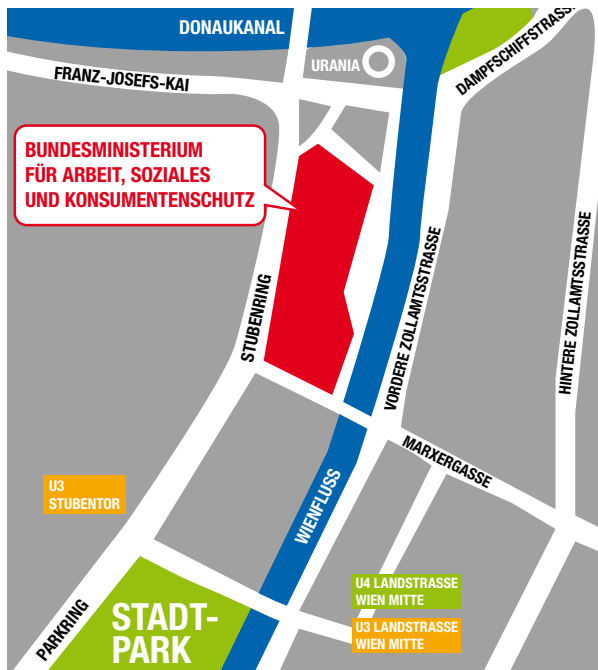 DONAUKANAL
URANIA
DAMPFSCHIFFSTRASSE
FRANZ-JOSEFS-KAI
BUNDESMINISTERIUM
FÜR ARBEIT, SOZIALES
UND KONSUMENTENSCHUTZ
STUBENRING
VORDERE ZOLLAMTSSTRASSE
HINTERE ZOLLAMTSSTRASSE
MARXERGASSE
U3
STUBENTOR
WIENFLUSS
U4 LANDSTRASSE
WIEN MITTE
U3 LANDSTRASSE
WIEN MITTE
PARKRING
STADT-
PARK